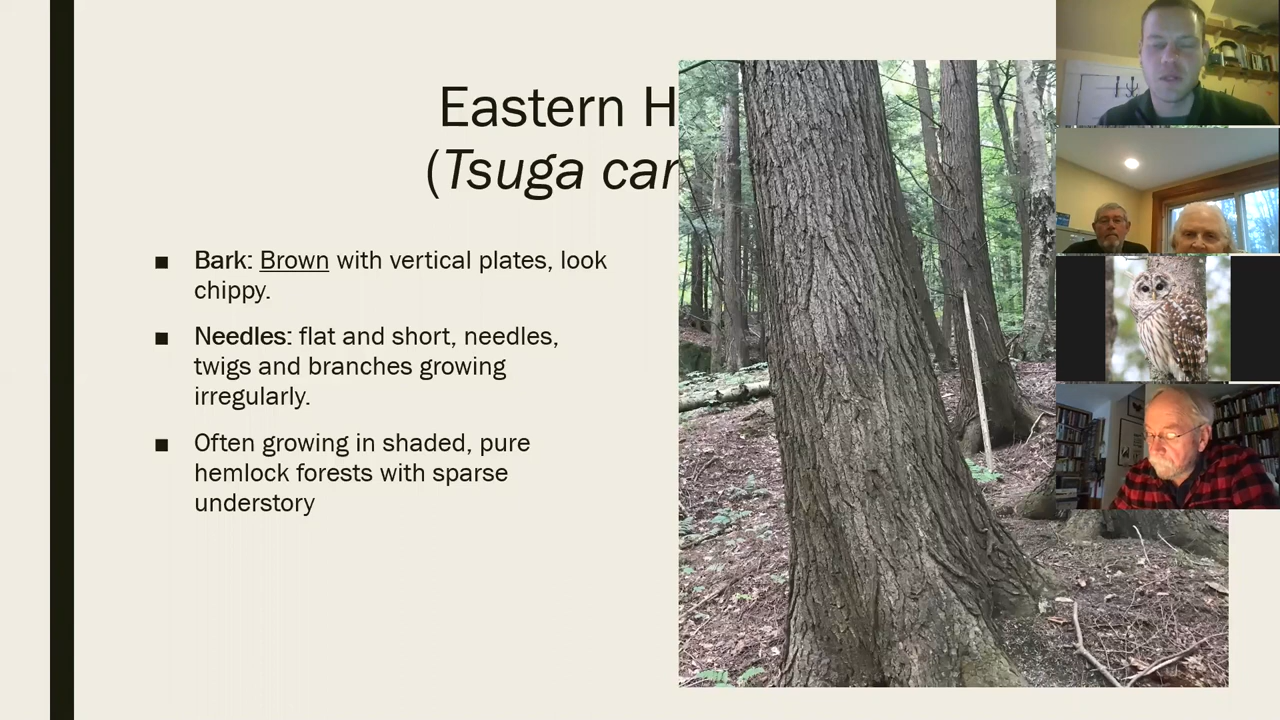 Eastern H
(Tsuga car
■ Bark: Brown with vertical plates, look
chippy.
■ Needles: flat and short, needles,
twigs and branches growing
irregularly.
■ Often growing in shaded, pure
hemlock forests with sparse
understory